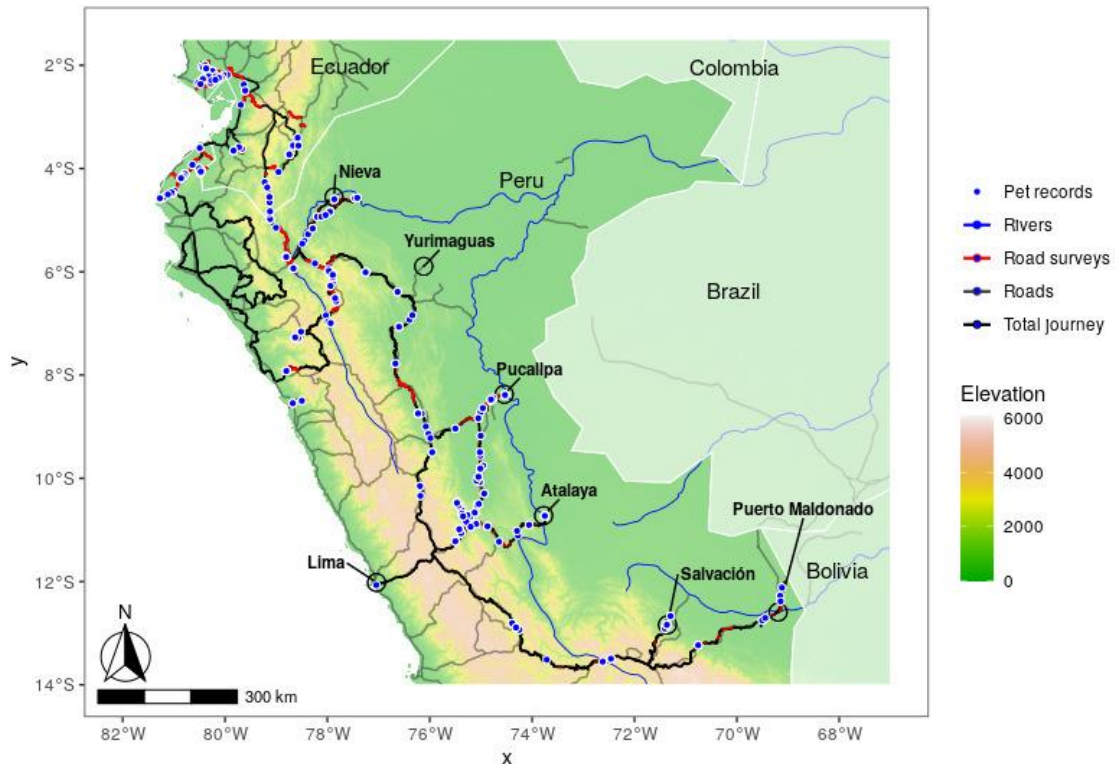 2°S
4°S
6°S
8°S
10°S
12°S
14°S
y
Ecuador
Colombia
Nieva
Peru
Yurimaguas
Brazil
Pucallpa
Atalaya
Puerto Maldonado
Lima
Salvación
Bolivia
N
300 km
82°W
80°W
78°W
76°W
74°W
72°W
70°W
68°W
x
Pet records
Rivers
Road surveys
Roads
Total journey
Elevation
6000
4000
2000
0